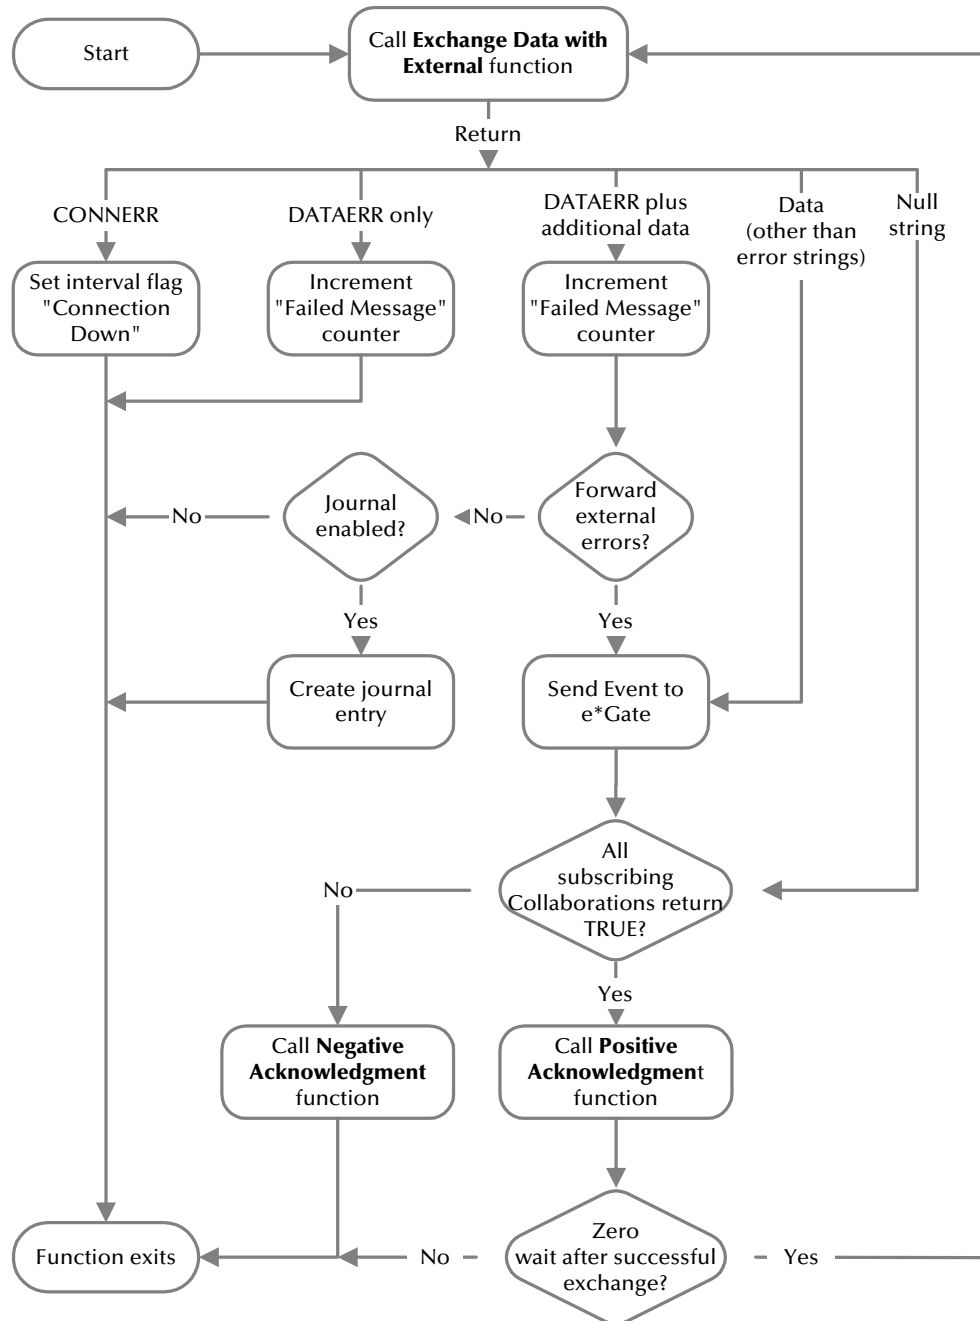 Start
Call Exchange Data with
External function
Return
CONNERR
DATAERR only
DATAERR plus
additional data
Data
(other than
error strings)
Null
string
Set interval flag
"Connection
Down"
Increment
"Failed Message"
counter
Increment
"Failed Message"
counter
No
Journal
enabled?
No
Forward
external
errors?
Yes
Yes
Create journal
entry
Send Event to
e*Gate
No
All
subscribing
Collaborations return
TRUE?
Yes
Call Negative
Acknowledgment
function
Call Positive
Acknowledgment
function
Function exits
No
Zero
wait after successful
exchange?
Yes